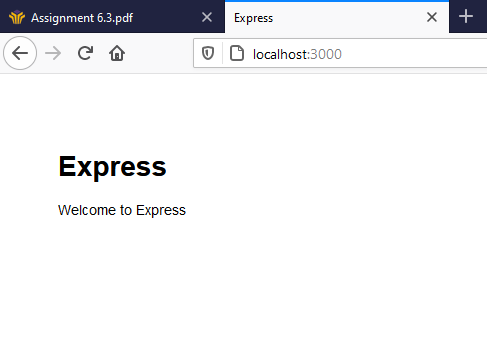 Assignment 6.3.pdf
Express
localhost:3000
Express
Welcome to Express